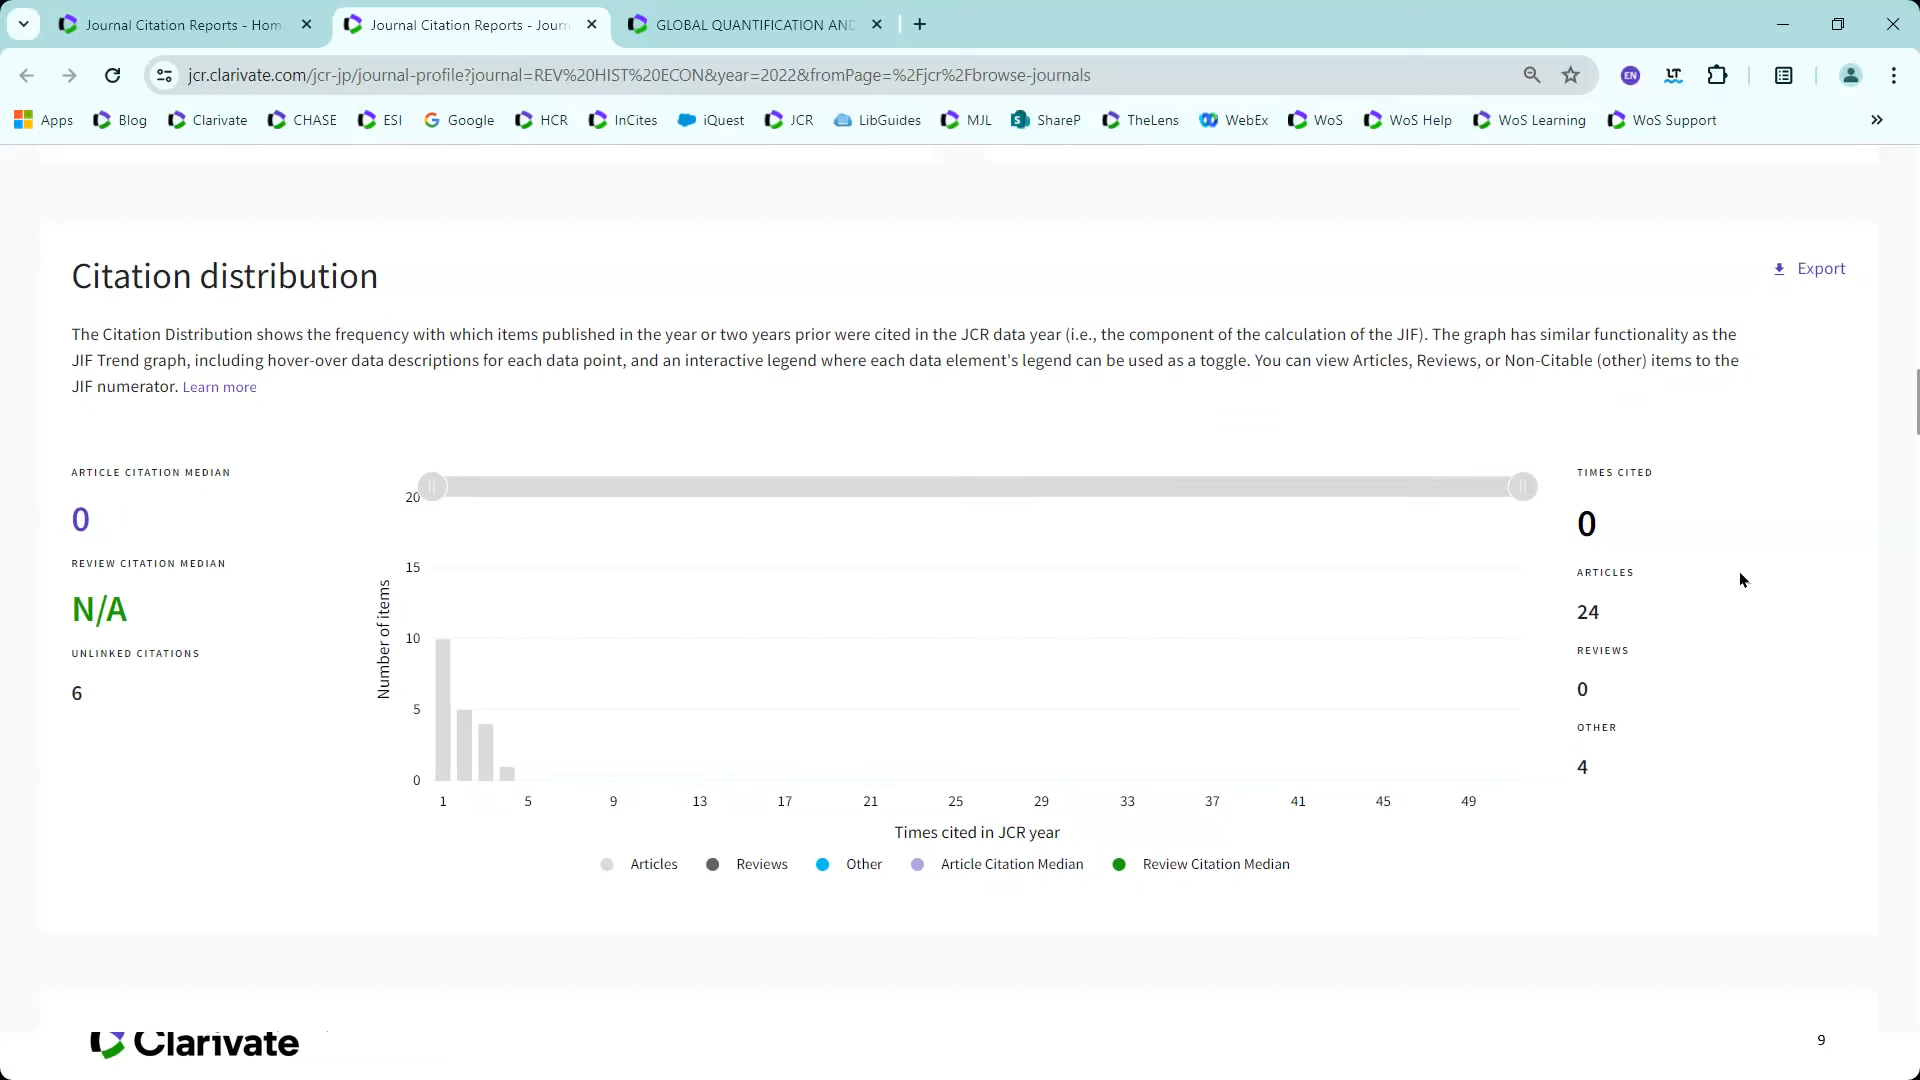 Journal Citation Reports - Hom
Journal Citation Reports - Journ
GLOBAL QUANTIFICATION AND
jcr.clarivate.com/jcr-jp/journal-profile?journal=REV%20HIST%20ECON&year=2022&fromPage=%2Fjcr%2Fbrowse-journals
EN
LT
Apps
Blog
Clarivate
CHASE
ESI
Google
HCR
InCites
iQuest
JCR
LibGuides
MJL
ShareP
TheLens
WebEx
WoS
WoS Help
WoS Learning
WoS Support
Citation distribution
Export
The Citation Distribution shows the frequency with which items published in the year or two years prior were cited in the JCR data year (i.e., the component of the calculation of the JIF). The graph has similar functionality as the
JIF Trend graph, including hover-over data descriptions for each data point, and an interactive legend where each data element's legend can be used as a toggle. You can view Articles, Reviews, or Non-Citable (other) items to the
JIF numerator. Learn more
ARTICLE CITATION MEDIAN
0
REVIEW CITATION MEDIAN
N/A
UNLINKED CITATIONS
6
Number of items
20
15
10
5
0
1 5 9 13 17 21 25 29 33 37 41 45 49
Times cited in JCR year
Articles Reviews Other Article Citation Median Review Citation Median
TIMES CITED
0
ARTICLES
24
REVIEWS
0
OTHER
4
Clarivate
9